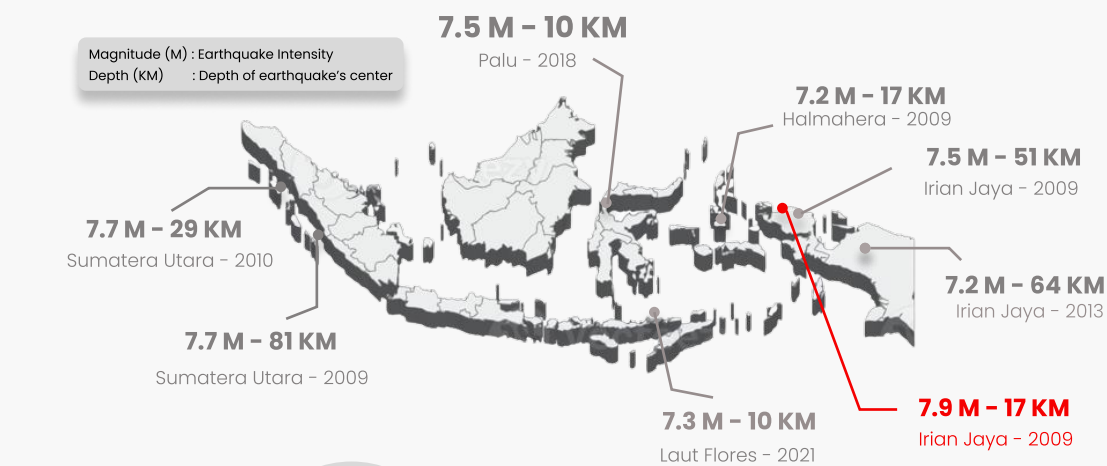 7.5 M - 10 KM
Palu - 2018
Magnitude (M) : Earthquake Intensity
Depth (KM) : Depth of earthquake's center
7.2 M - 17 KM
Halmahera - 2009
7.5 M - 51 KM
Irian Jaya - 2009
7.7 M - 29 KM
Sumatera Utara - 2010
7.2 M - 64 KM
Irian Jaya - 2013
7.7 M - 81 KM
Sumatera Utara - 2009
7.9 M - 17 KM
Irian Jaya - 2009
7.3 M - 10 KM
Laut Flores - 2021